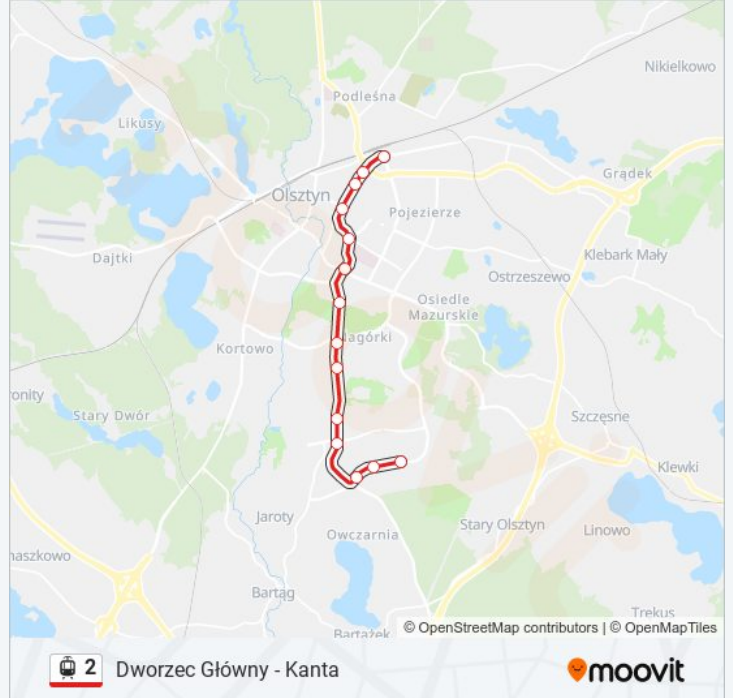 Nikielkowo
Podleśna
Likusy
Grądek
Olsztyn
Pojezierze
Klebark Mały
Dajtki
Ostrzeszewo
Osiedle
Mazurskie
Nagórki
Kortowo
ronity
Stary Dwór
Szczęsne
Klewki
Jaroty
Stary Olsztyn
Linowo
Owczarnia
naszkowo
Bartąg
Trekus
Bartążek
© OpenStreetMap contributors | © OpenMapTiles
2 Dworzec Główny - Kanta
moovit